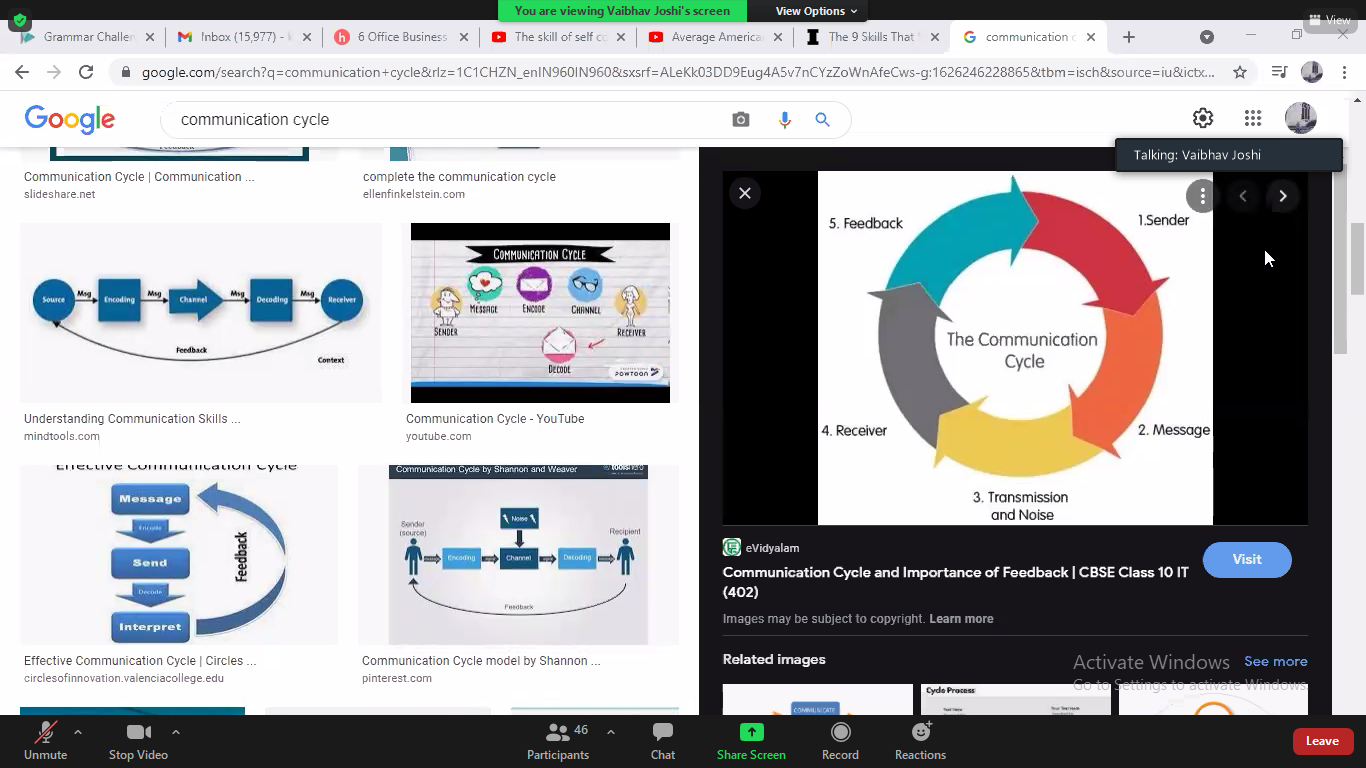 You are viewing Vaibhav Joshi's screen
View Options
View
Grammar Challen
Inbox (15,977) -
6 Office Business
The skill of self co
Average America
The 9 Skills That
communication c
google.com/search?q=communication+cycle&rlz=1C1CHZN_enIN960IN960&sxsrf=ALeKk03DD9Eug4A5v7nCYzZoWnAfeCws-g:1626246228865&tbm=isch&source=iu&ictx...
Google
communication cycle
Talking: Vaibhav Joshi
Feedback
Communication Cycle | Communication ...
slideshare.net
complete the communication cycle
ellenfinkelstein.com
Source
Msg
Encoding
Msg
Channel
Msg
Decoding
Msg
Receiver
Feedback
Context
Understanding Communication Skills ...
mindtools.com
COMMUNICATION CYCLE
SENDER
MESSAGE
ENCODE
CHANNEL
RECEIVER
DECODE
POWTOON
Communication Cycle - YouTube
youtube.com
Effective Communication Cycle
Message
Encode
Send
Decode
Interpret
Feedback
Effective Communication Cycle | Circles ...
circlesofinnovation.valenciacollege.edu
Communication Cycle by Shannon and Weaver
Sender
(source)
Noise
Recipient
Encoding
Channel
Decoding
Feedback
Communication Cycle model by Shannon ...
pinterest.com
5. Feedback
1.Sender
The Communication
Cycle
4. Receiver
2. Message
3. Transmission
and Noise
eVidyalam
Visit
Communication Cycle and Importance of Feedback | CBSE Class 10 IT
(402)
Images may be subject to copyright. Learn more
Related images
See more
Activate Windows
Go to Settings to activate Windows.
COMMUNICATE
Cycle Process
Unmute
Stop Video
46
Participants
Chat
Share Screen
Record
Reactions
Leave